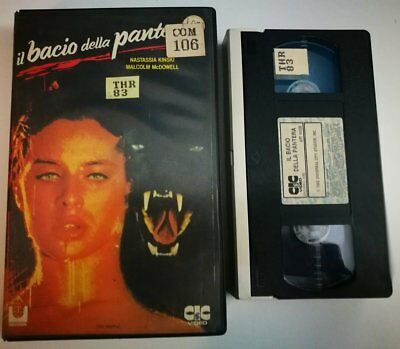 il bacio della pante
COM
106
NASTASSIA KINSKI
MALCOLM McDOWELL
THR
83
CIC
VIDEO
THR
83
CIC
VIDEO
IL BACIO
DELLA PANTERA